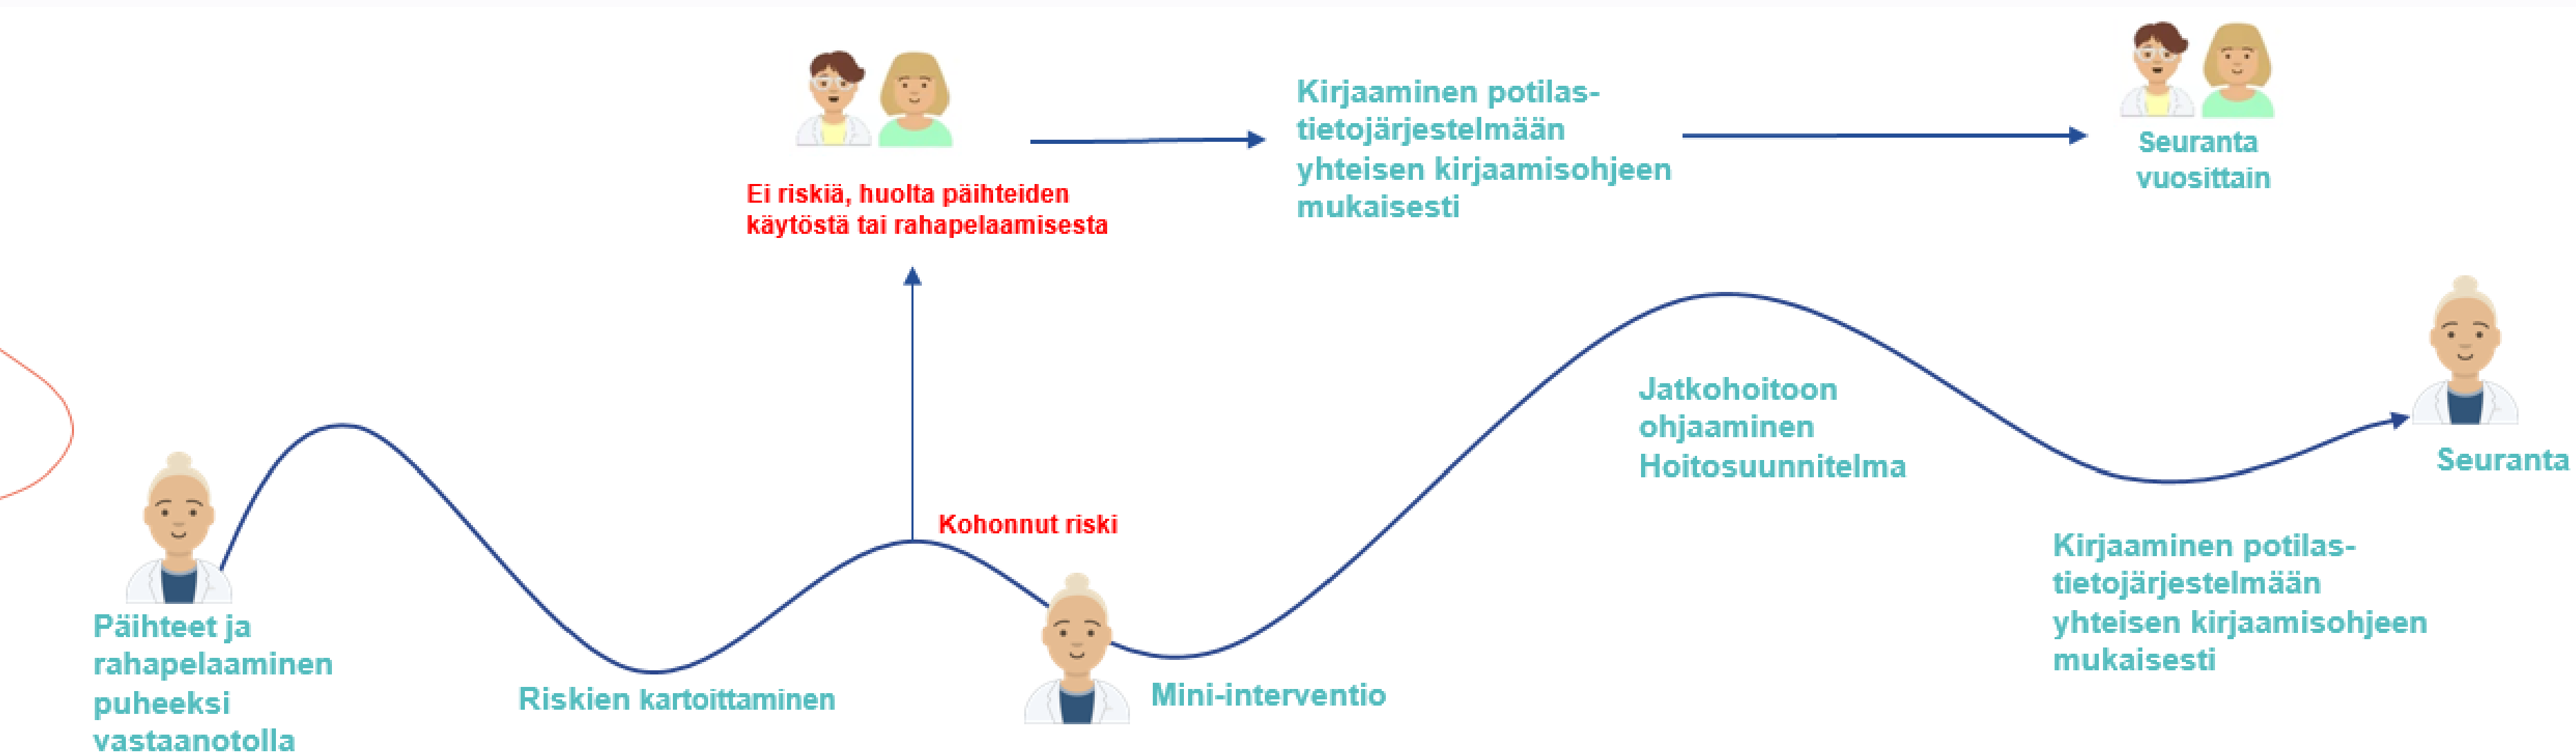 Kirjaaminen potilas-
tietojärjestelmään
yhteisen kirjaamisohjeen
mukaisesti
Seuranta
vuosittain
Ei riskiä, huolta päihteiden
käytöstä tai rahapelaamisesta
Jatkohoitoon
ohjaaminen
Hoitosuunnitelma
Seuranta
Kohonnut riski
Kirjaaminen potilas-
tietojärjestelmään
yhteisen kirjaamisohjeen
mukaisesti
Päihteet ja
rahapelaaminen
puheeksi
vastaanotolla
Riskien kartoittaminen
Mini-interventio